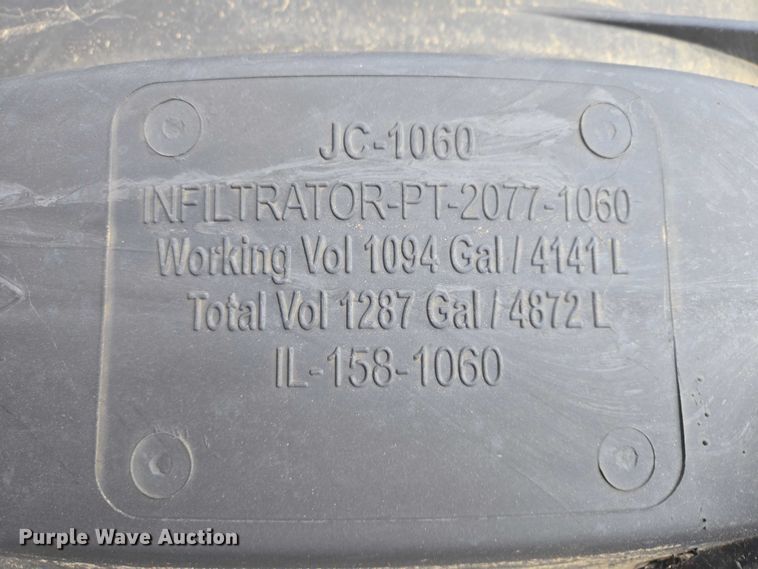 JC-1060
INFILTRATOR-PT-2077-1060
Working Vol 1094 Gal / 4141 L
Total Vol 1287 Gal / 4872 L
IL-158-1060
Purple Wave Auction